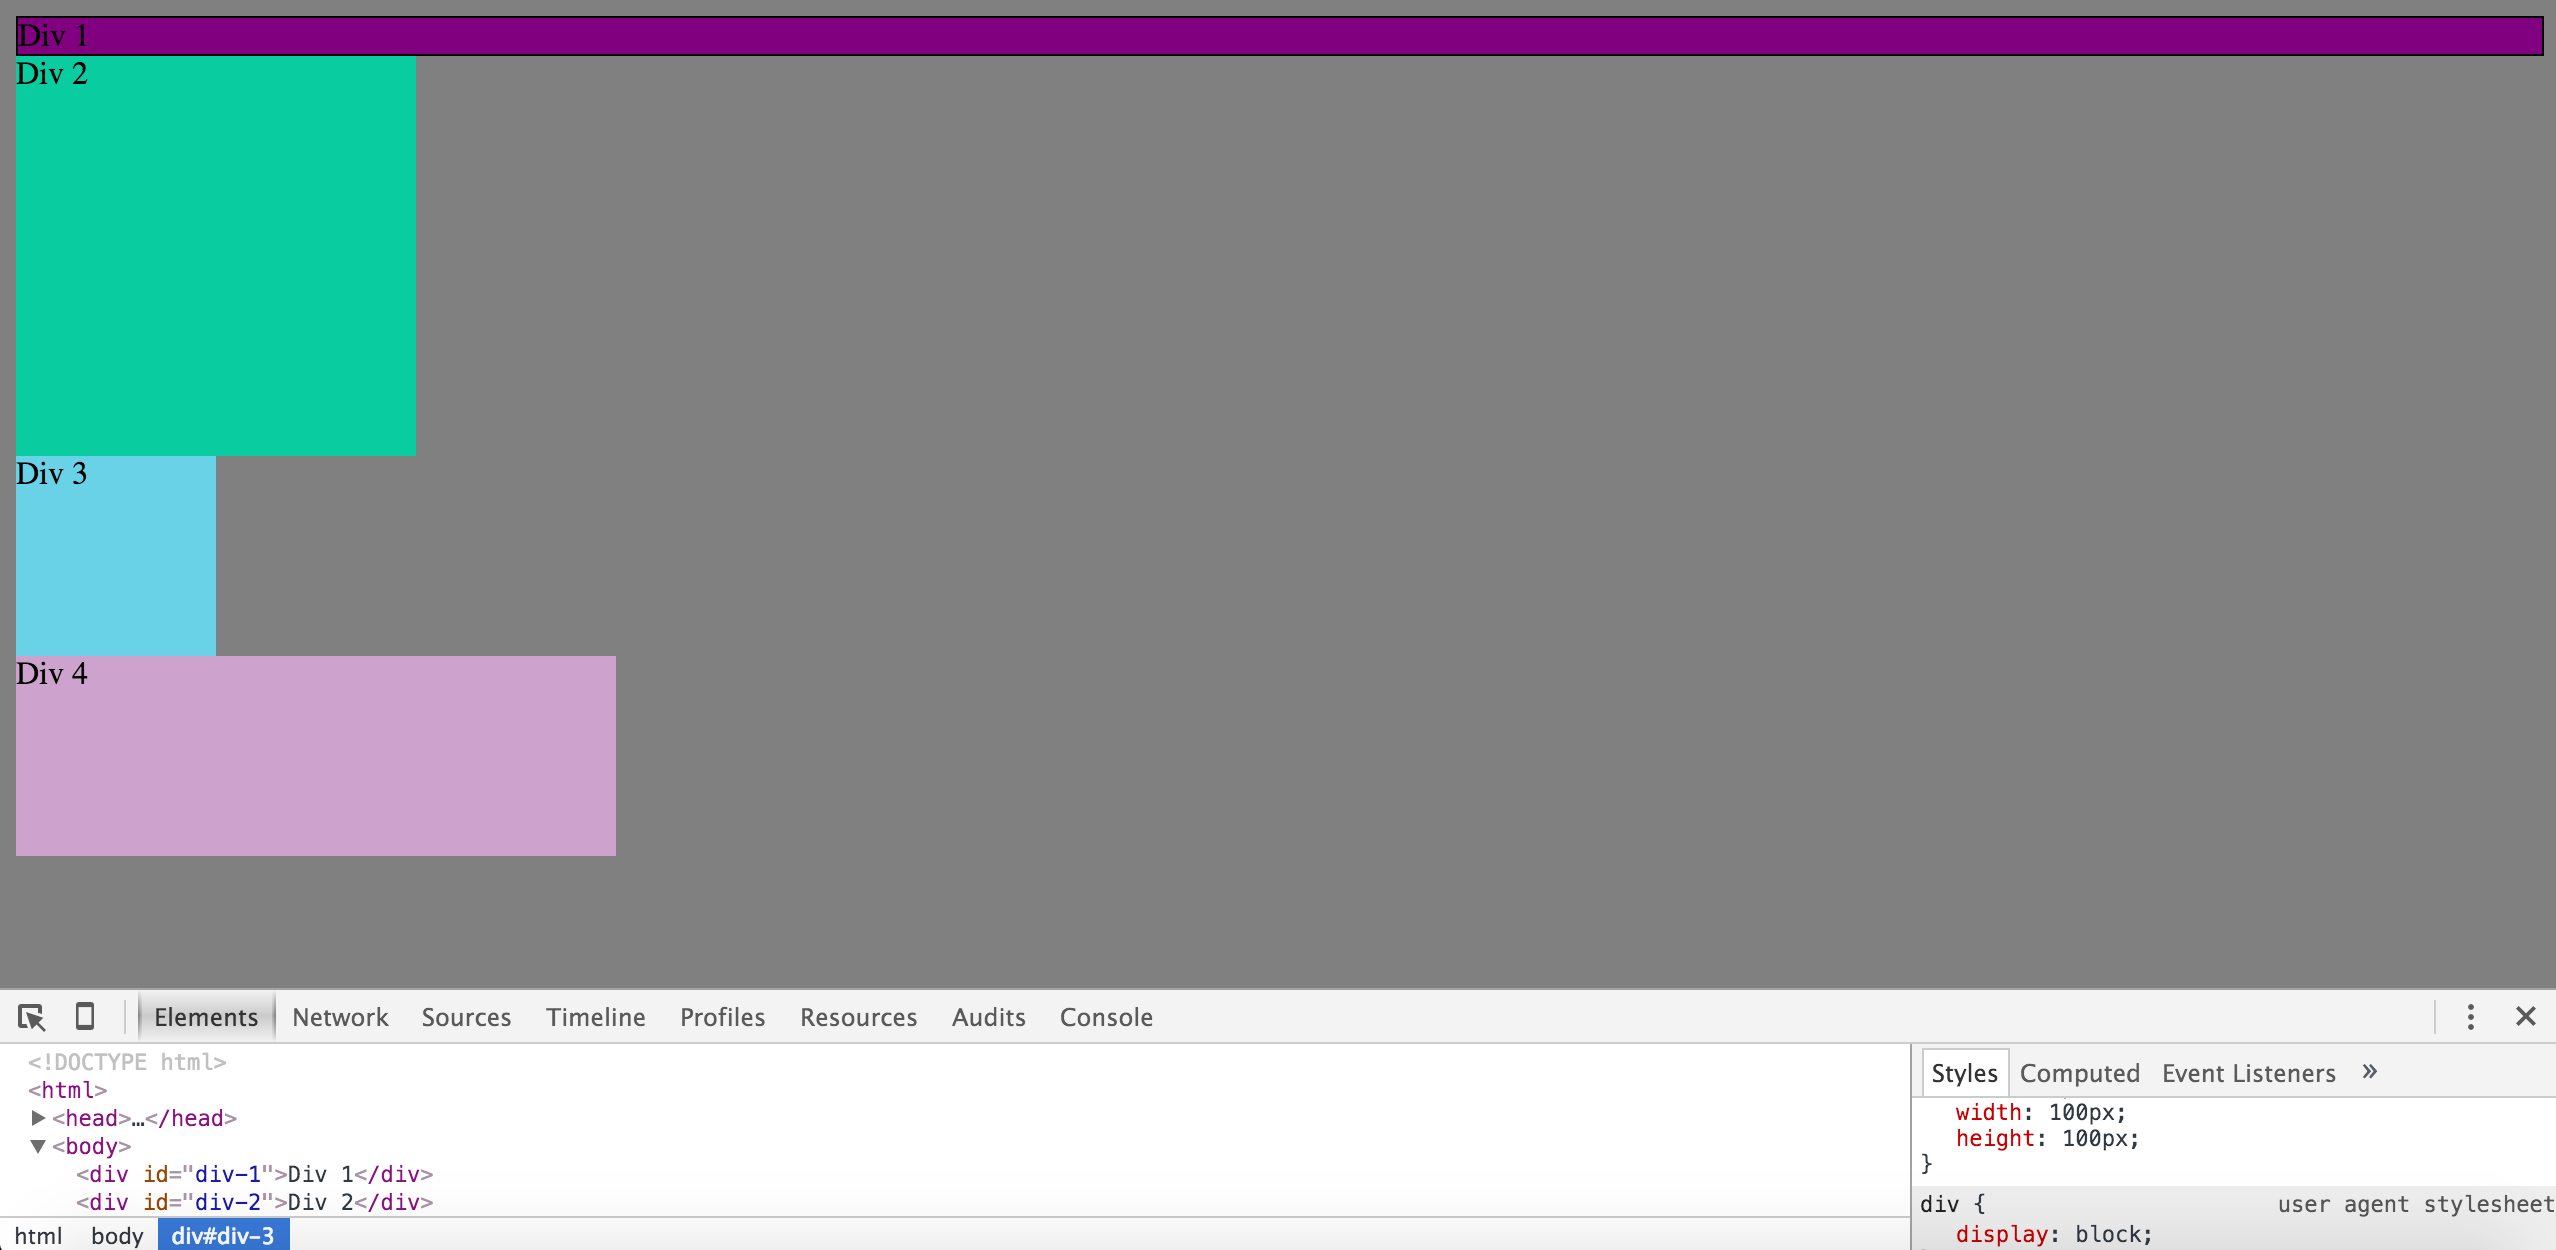 Div 1
Div 2
Div 3
Div 4
Elements Network Sources Timeline Profiles Resources Audits Console
<!DOCTYPE html>
<html>
<head>…</head>
<body>
<div id="div-1">Div 1</div>
<div id="div-2">Div 2</div>
html body div#div-3
Styles Computed Event Listeners »
width: 100px;
height: 100px;
}
div { user agent stylesheet
display: block;